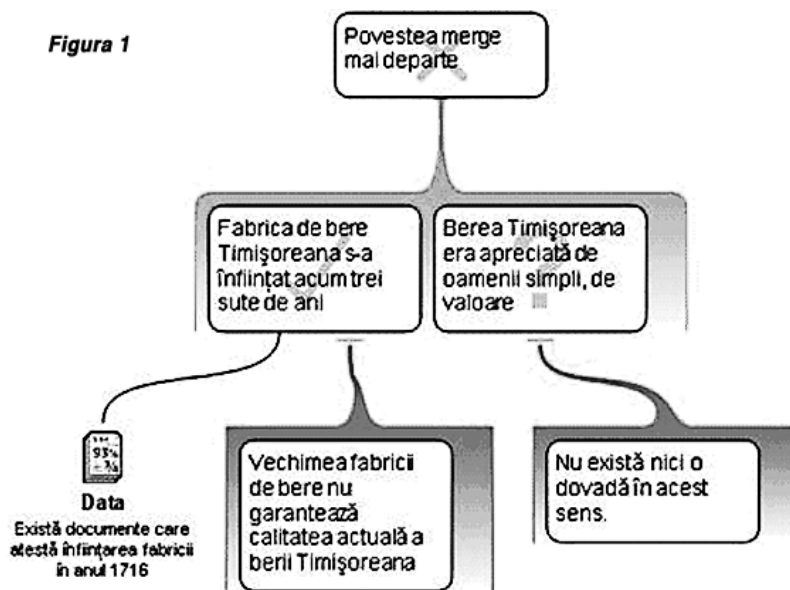 Figura 1
Povestea merge
mai departe
Fabrica de bere
Timişoreana s-a
înfiinţat acum trei
sute de ani
Berea Timişoreana
era apreciată de
oamenii simpli, de
valoare
93%
Data
Există documente care
atestă înfiinţarea fabricii
în anul 1716
Vechimea fabricii
de bere nu
garantează
calitatea actuală a
berii Timişoreana
Nu există nici o
dovadă în acest
sens.